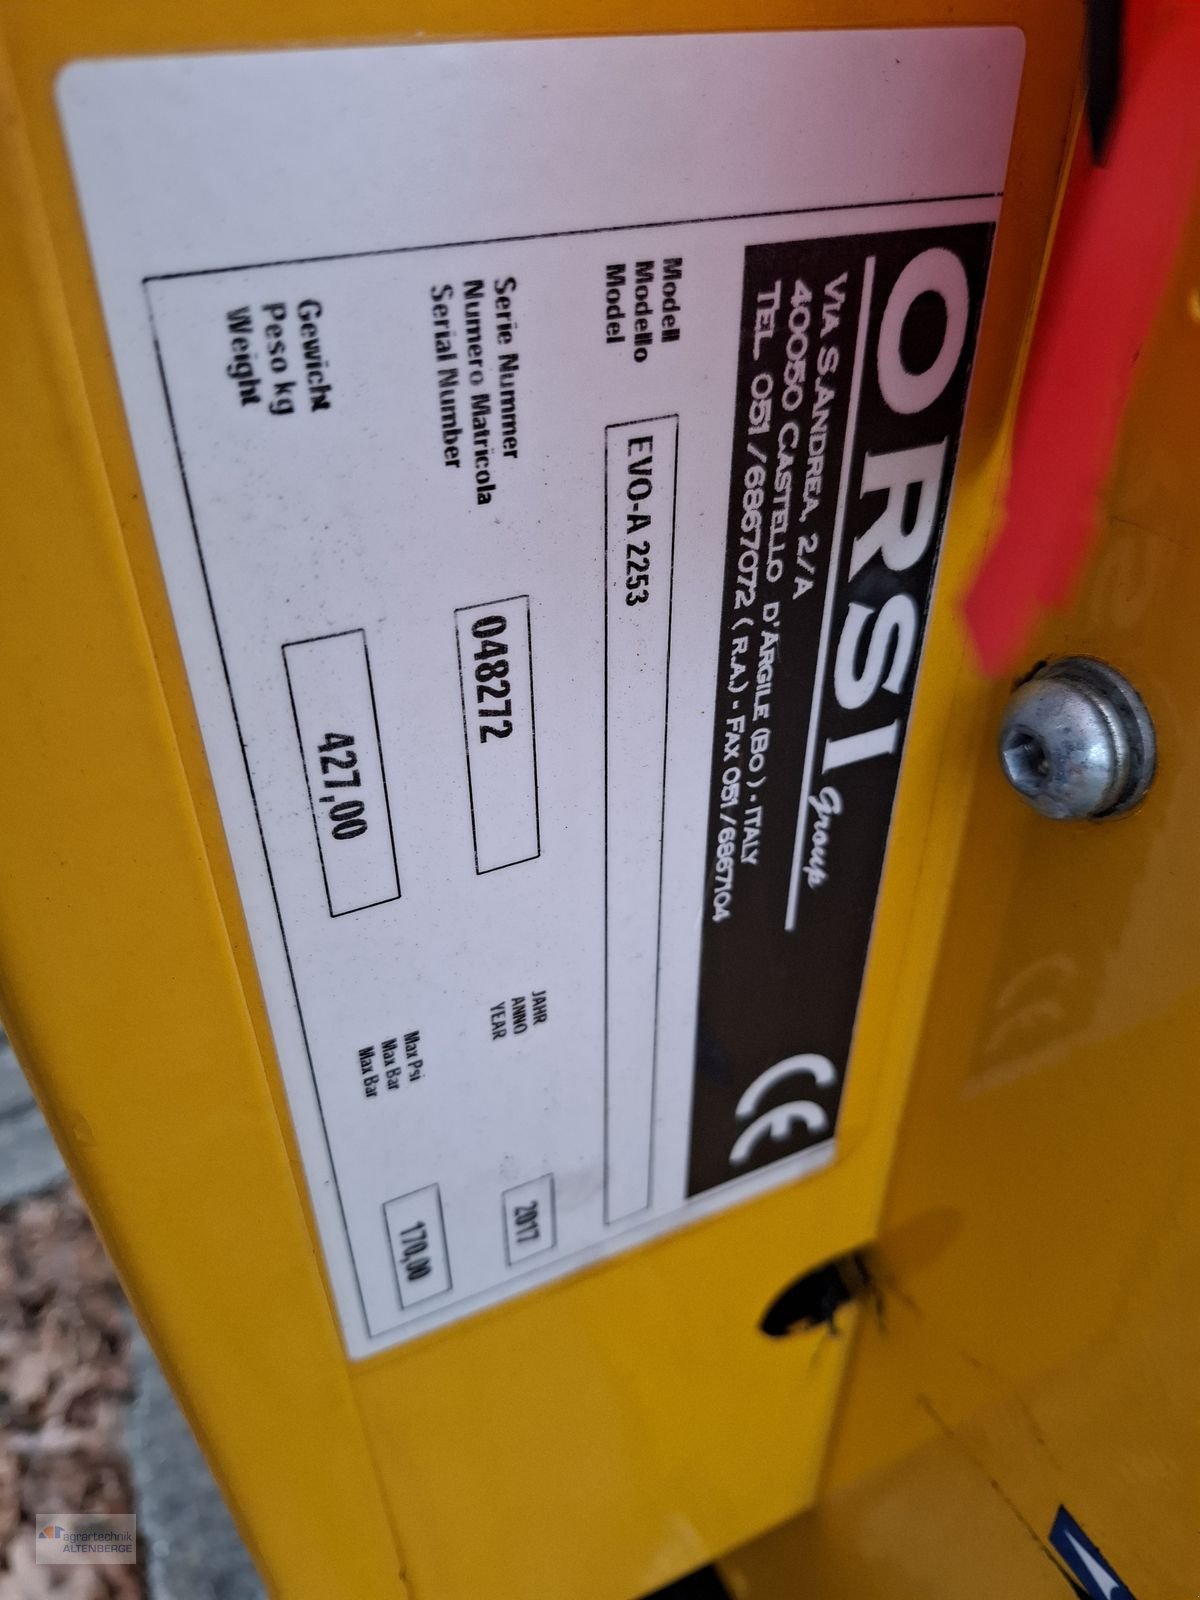 ORSI group
VIA S.ANDREA, 2/A
40050 CASTELLO D'ARGILE (BO) - ITALY
TEL. 051/6867072 (R.A.) - FAX 051/6867104
CE
Modell
Modello
Model
EVO-A 2253
Serie Nummer
Numero Matricola
Serial Number
048272
JAHR
ANNO
YEAR
2017
Gewicht
Peso kg
Weight
427,00
Max Psi
Max Bar
Max Bar
170,00
agrartechnik
ALTENBERGE